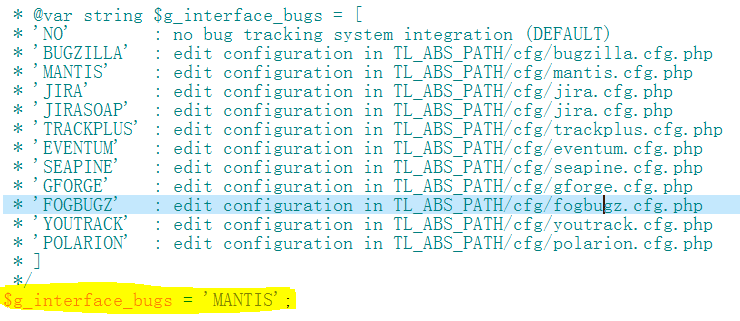 * @var string $g_interface_bugs = [
* 'NO'        : no bug tracking system integration (DEFAULT)
* 'BUGZILLA'  : edit configuration in TL_ABS_PATH/cfg/bugzilla.cfg.php
* 'MANTIS'    : edit configuration in TL_ABS_PATH/cfg/mantis.cfg.php
* 'JIRA'      : edit configuration in TL_ABS_PATH/cfg/jira.cfg.php
* 'JIRASOAP'  : edit configuration in TL_ABS_PATH/cfg/jira.cfg.php
* 'TRACKPLUS' : edit configuration in TL_ABS_PATH/cfg/trackplus.cfg.php
* 'EVENTUM'   : edit configuration in TL_ABS_PATH/cfg/eventum.cfg.php
* 'SEAPINE'   : edit configuration in TL_ABS_PATH/cfg/seapine.cfg.php
* 'GFORGE'    : edit configuration in TL_ABS_PATH/cfg/gforge.cfg.php
* 'FOGBUGZ'   : edit configuration in TL_ABS_PATH/cfg/fogbugz.cfg.php
* 'YOUTRACK'  : edit configuration in TL_ABS_PATH/cfg/youtrack.cfg.php
* 'POLARION'  : edit configuration in TL_ABS_PATH/cfg/polarion.cfg.php
* ]
*/
$g_interface_bugs = 'MANTIS';